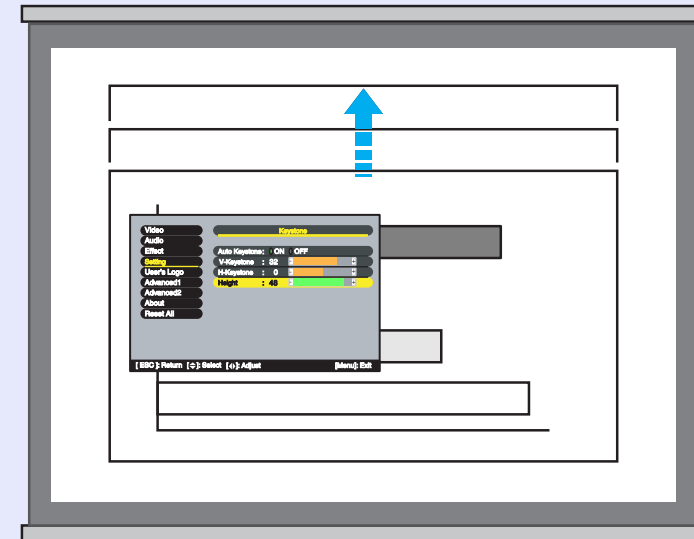 Keystone
Video
Audio
Effect
Setting
User's Logo
Advanced1
Advanced2
About
Reset All
Auto Keystone: ON OFF
V-Keystone : 32
H-Keystone : 0
Height : 48
[ ESC ]: Return [ ]: Select [ ]: Adjust [Menu]: Exit